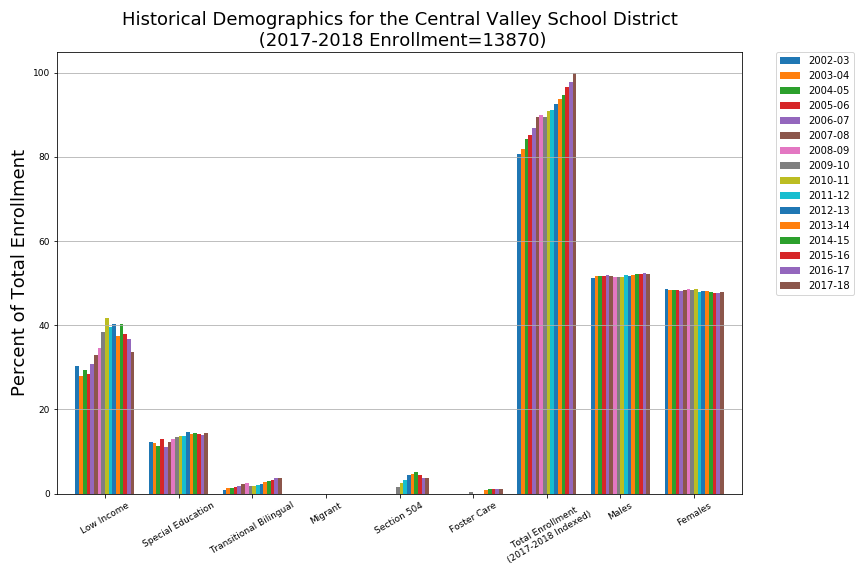 Historical Demographics for the Central Valley School District
(2017-2018 Enrollment=13870)
Percent of Total Enrollment
100
80
60
40
20
0
Low Income
Special Education
Transitional Bilingual
Migrant
Section 504
Foster Care
Total Enrollment
(2017-2018 Indexed)
Males
Females
2002-03
2003-04
2004-05
2005-06
2006-07
2007-08
2008-09
2009-10
2010-11
2011-12
2012-13
2013-14
2014-15
2015-16
2016-17
2017-18